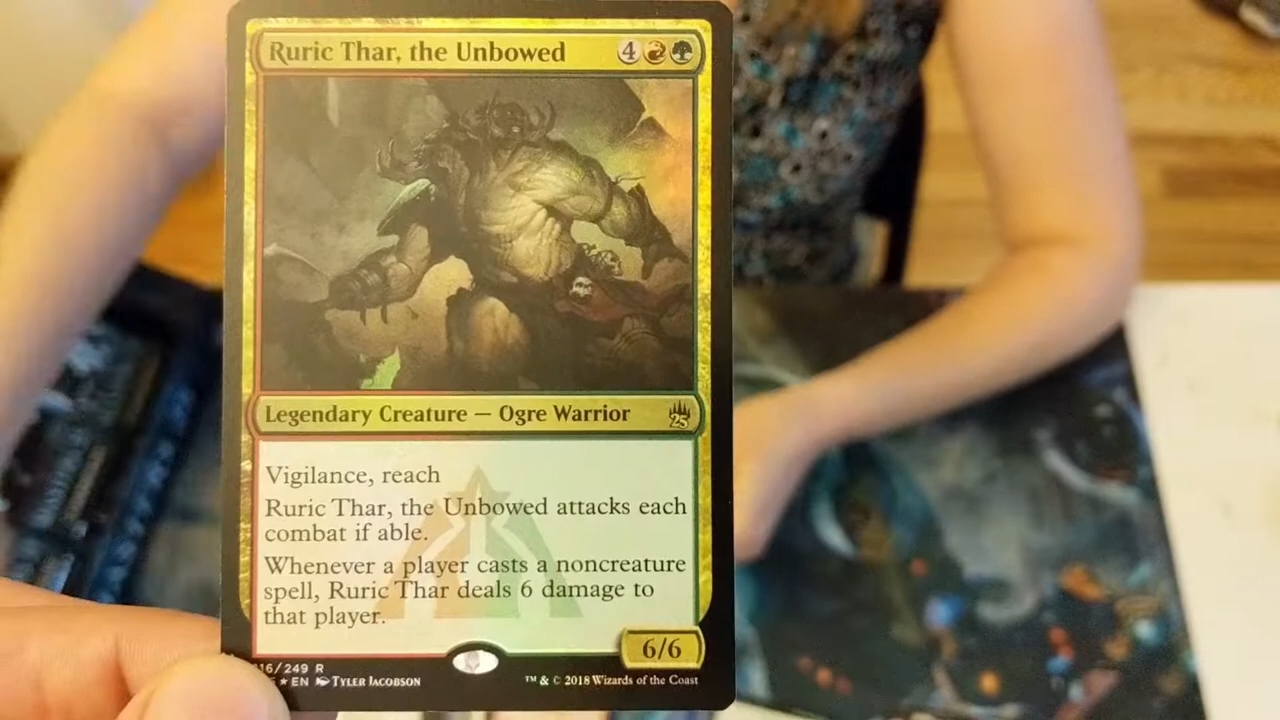 Ruric Thar, the Unbowed 4
Legendary Creature — Ogre Warrior 25
Vigilance, reach
Ruric Thar, the Unbowed attacks each
combat if able.
Whenever a player casts a noncreature
spell, Ruric Thar deals 6 damage to
that player.
6/6
16/249 R
★ EN Tyler Jacobson ™ & © 2018 Wizards of the Coast